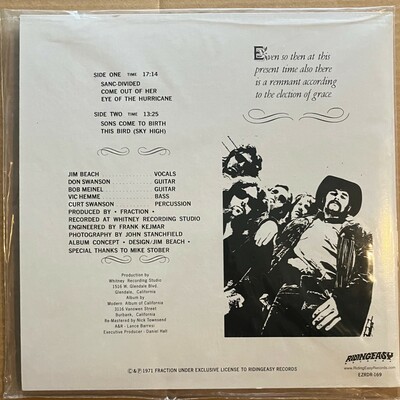 SIDE ONE TIME 17:14
SANC-DIVIDED
COME OUT OF HER
EYE OF THE HURRICANE
SIDE TWO TIME 13:25
SONS COME TO BIRTH
THIS BIRD (SKY HIGH)
Even so then at this
present time also there
is a remnant according
to the election of grace.
JIM BEACH VOCALS
DON SWANSON . . . . . . . . . . GUITAR
BOB MEINEL GUITAR
VIC HEMME BASS
CURT SWANSON PERCUSSION
PRODUCED BY • FRACTION •
RECORDED AT WHITNEY RECORDING STUDIO
ENGINEERED BY FRANK KEJMAR
PHOTOGRAPHY BY JOHN STANCHFIELD
ALBUM CONCEPT • DESIGN/JIM BEACH •
SPECIAL THANKS TO MIKE STOBER
Production by
Whitney Recording Studio
1516 W. Glendale Blvd.
Glendale, California
Album by
Modern Album of California
3116 Vanowen Street
Burbank, California
Re-Mastered by Nick Townsend
A&R - Lance Barresi
Executive Producer - Daniel Hall
©&℗ 1971 FRACTION UNDER EXCLUSIVE LICENSE TO RIDINGEASY RECORDS
RIDINGEASY
RECORDS
www.RidingEasyRecords.com
EZRDR-169